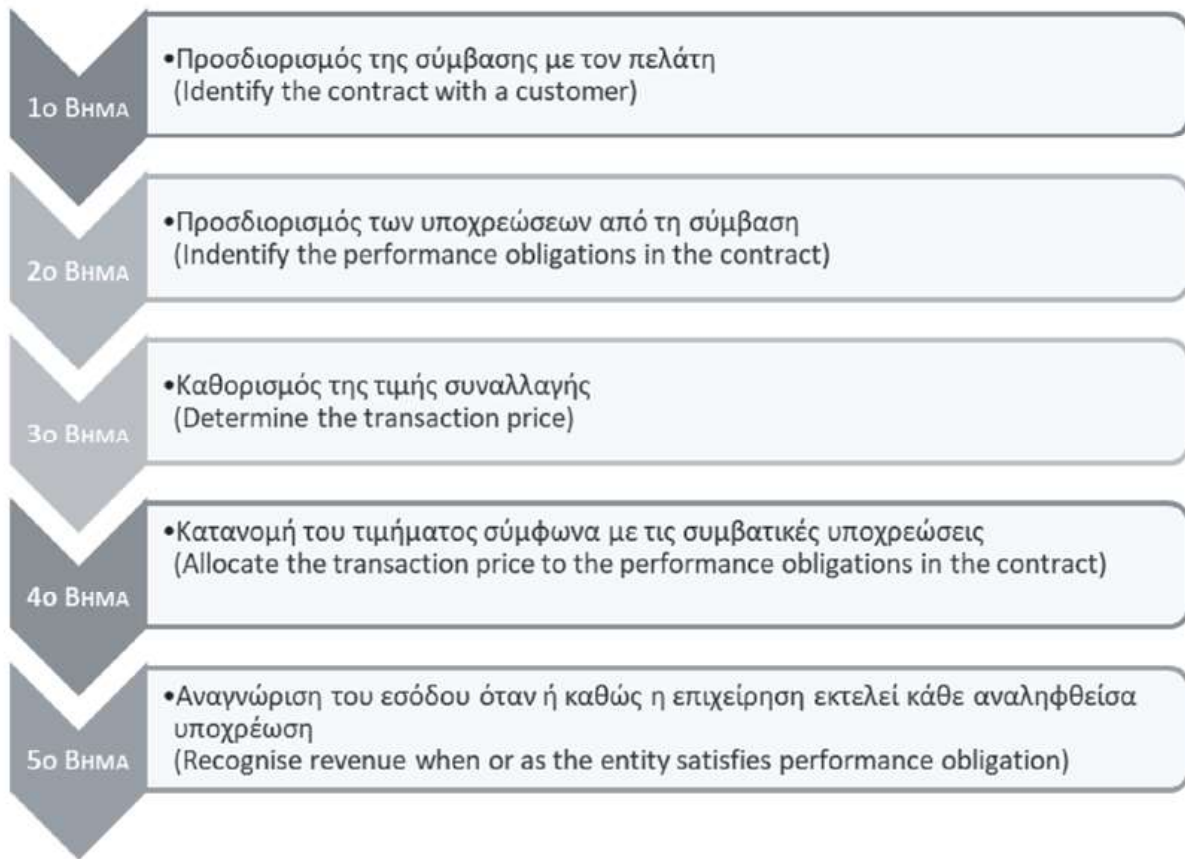 1ο ΒΗΜΑ
•Προσδιορισμός της σύμβασης με τον πελάτη
(Identify the contract with a customer)
2ο ΒΗΜΑ
•Προσδιορισμός των υποχρεώσεων από τη σύμβαση
(Indentify the performance obligations in the contract)
3ο ΒΗΜΑ
•Καθορισμός της τιμής συναλλαγής
(Determine the transaction price)
4ο ΒΗΜΑ
•Κατανομή του τιμήματος σύμφωνα με τις συμβατικές υποχρεώσεις
(Allocate the transaction price to the performance obligations in the contract)
5ο ΒΗΜΑ
•Αναγνώριση του εσόδου όταν ή καθώς η επιχείρηση εκτελεί κάθε αναληφθείσα
υποχρέωση
(Recognise revenue when or as the entity satisfies performance obligation)